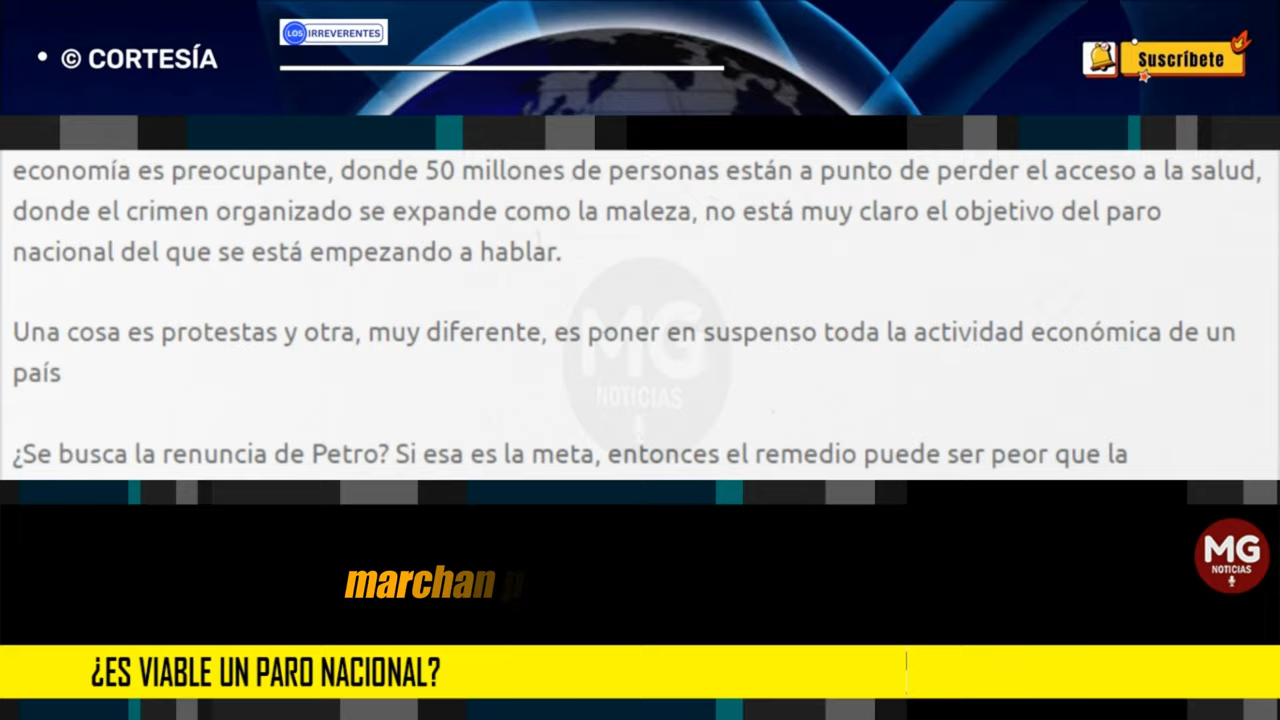 • © CORTESÍA
LOS IRREVERENTES
Suscríbete
economía es preocupante, donde 50 millones de personas están a punto de perder el acceso a la salud,
donde el crimen organizado se expande como la maleza, no está muy claro el objetivo del paro
nacional del que se está empezando a hablar.
Una cosa es protestas y otra, muy diferente, es poner en suspenso toda la actividad económica de un
país
¿Se busca la renuncia de Petro? Si esa es la meta, entonces el remedio puede ser peor que la
MG
NOTICIAS
MG
NOTICIAS
marchan
¿ES VIABLE UN PARO NACIONAL?